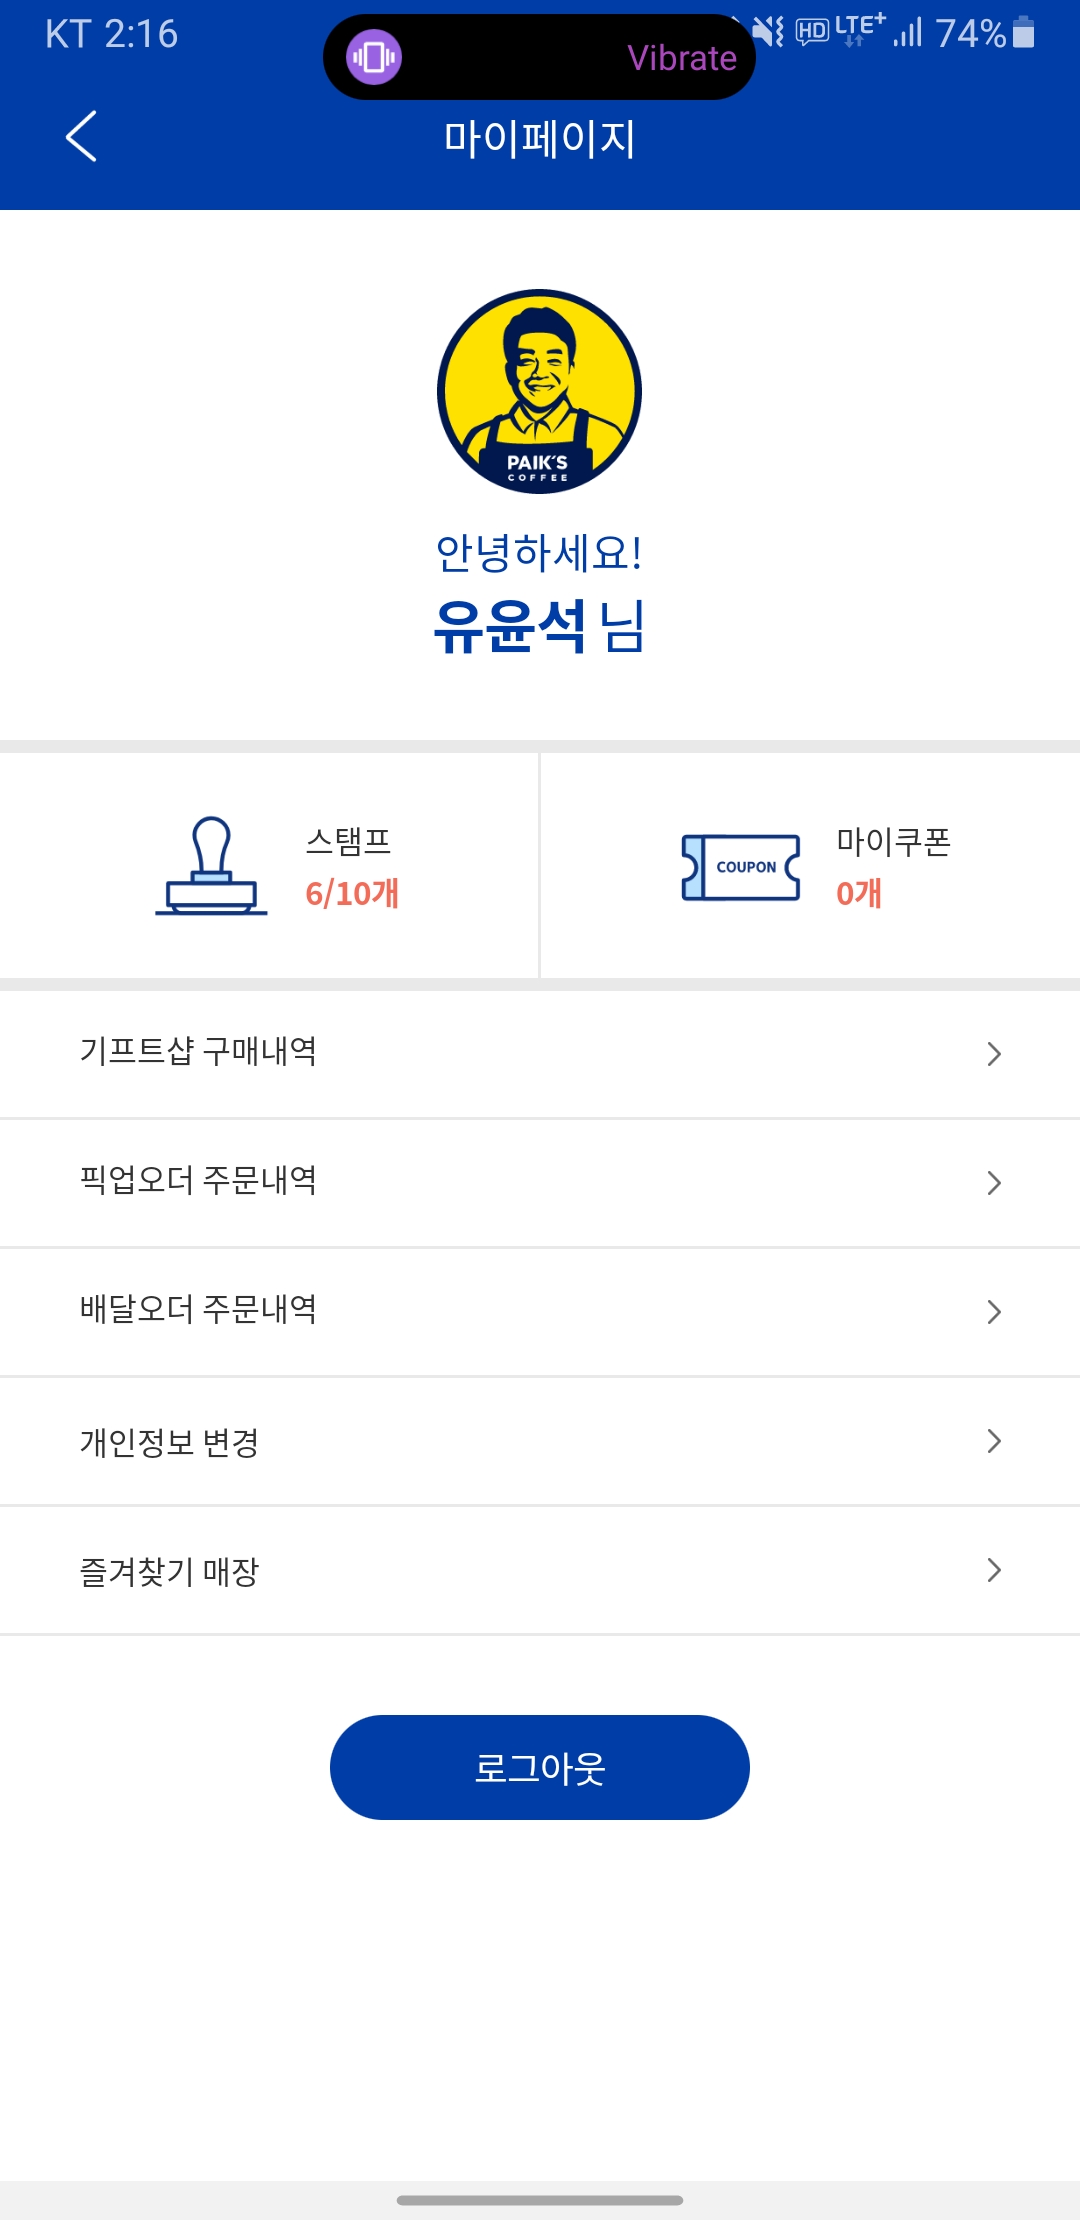 KT 2:16
Vibrate
HD LTE+ 74%
마이페이지
PAIK'S
COFFEE
안녕하세요!
유윤석 님
스탬프
6/10개
COUPON
마이쿠폰
0개
기프트샵 구매내역
픽업오더 주문내역
배달오더 주문내역
개인정보 변경
즐겨찾기 매장
로그아웃